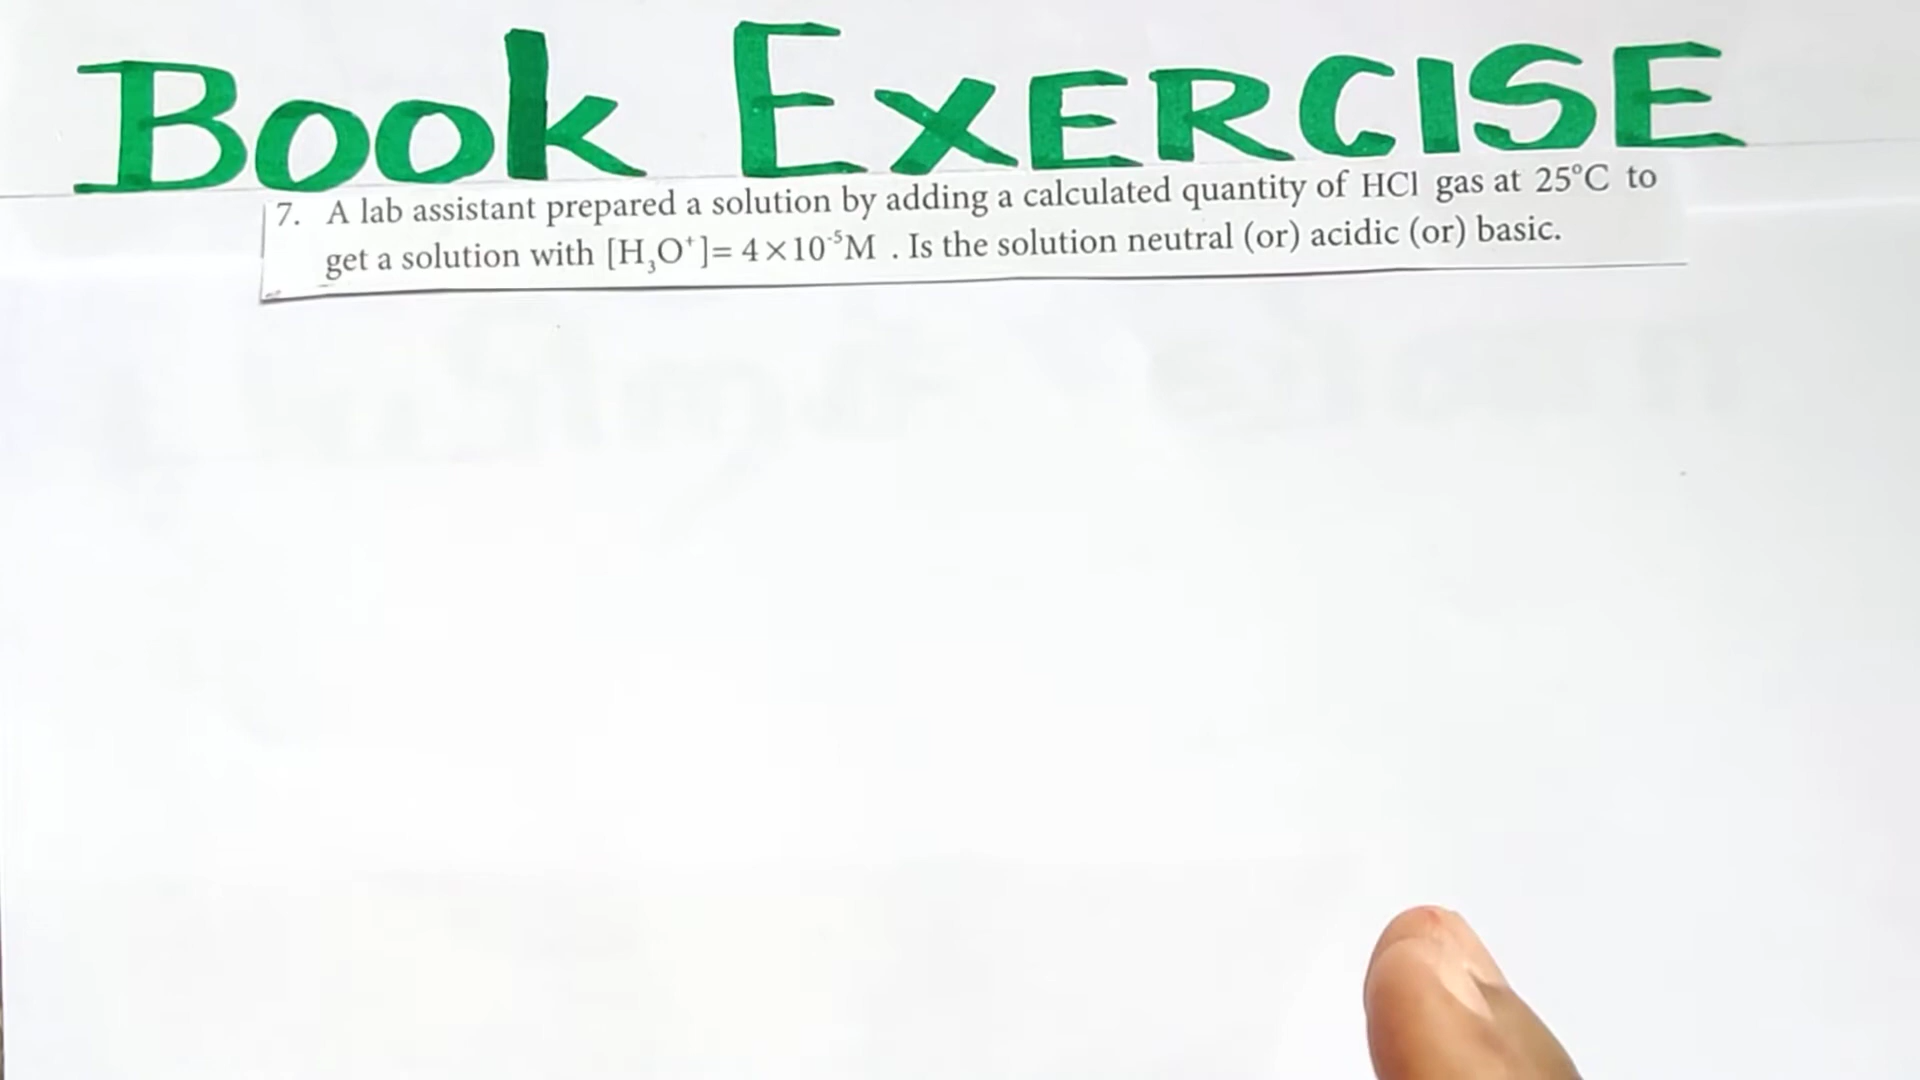 Book Exercise
7. A lab assistant prepared a solution by adding a calculated quantity of HCl gas at 25°C to
get a solution with [H₃O⁺]= 4×10⁻⁵M . Is the solution neutral (or) acidic (or) basic.